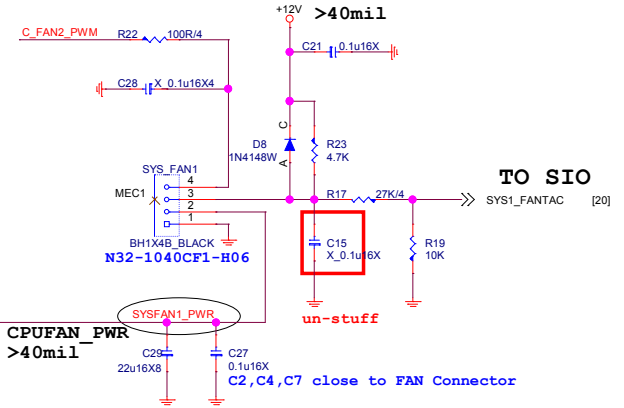 +12V >40mil
C_FAN2_PWM R22 100R/4
C21 0.1u16X
C28 X_0.1u16X4
C
D8
1N4148W
A
R23
4.7K
SYS_FAN1
MEC1
4
3
2
1
R17 27K/4
TO SIO
SYS1_FANTAC [20]
BH1X4B_BLACK
N32-1040CF1-H06
C15
X_0.1u16X
R19
10K
SYSFAN1_PWR
un-stuff
CPUFAN_PWR
>40mil
C29
22u16X8
C27
0.1u16X
C2,C4,C7 close to FAN Connector